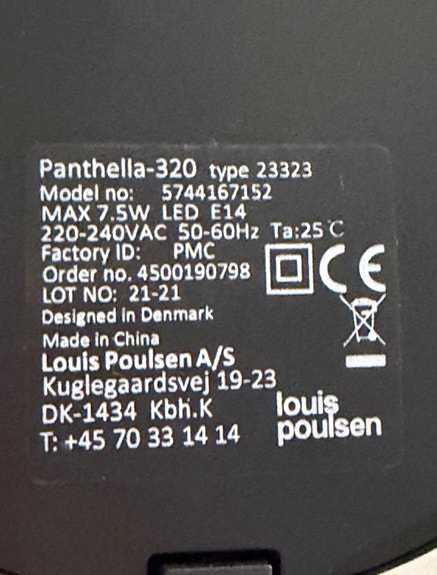 Panthella-320 type 23323
Model no: 5744167152
MAX 7.5W LED E14
220-240VAC 50-60Hz Ta:25℃
Factory ID: PMC
Order no. 4500190798
LOT NO: 21-21
Designed in Denmark
Made in China
Louis Poulsen A/S
Kuglegaardsvej 19-23
DK-1434 Kbh.K
T: +45 70 33 14 14
CE
louis
poulsen